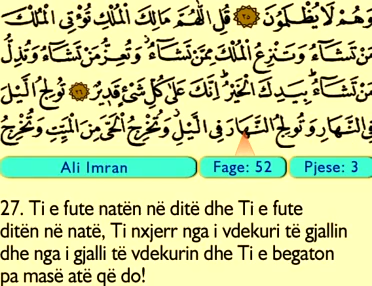 وَهُمْ لَا يُظْلَمُونَ ٢٥ قُلِ اللَّهُمَّ مَالِكَ الْمُلْكِ تُؤْتِي الْمُلْكَ
مَن تَشَاءُ وَتَنزِعُ الْمُلْكَ مِمَّن تَشَاءُ وَتُعِزُّ مَن تَشَاءُ وَتُذِلُّ
مَن تَشَاءُ بِيَدِكَ الْخَيْرُ إِنَّكَ عَلَىٰ كُلِّ شَيْءٍ قَدِيرٌ ٢٦ تُولِجُ اللَّيْلَ
فِي النَّهَارِ وَتُولِجُ النَّهَارَ فِي اللَّيْلِ وَتُخْرِجُ الْحَيَّ مِنَ الْمَيِّتِ وَتُخْرِجُ
Ali Imran Fage: 52 Pjese: 3
27. Ti e fute natën në ditë dhe Ti e fute
ditën në natë, Ti nxjerr nga i vdekuri të gjallin
dhe nga i gjalli të vdekurin dhe Ti e begaton
pa masë atë që do!